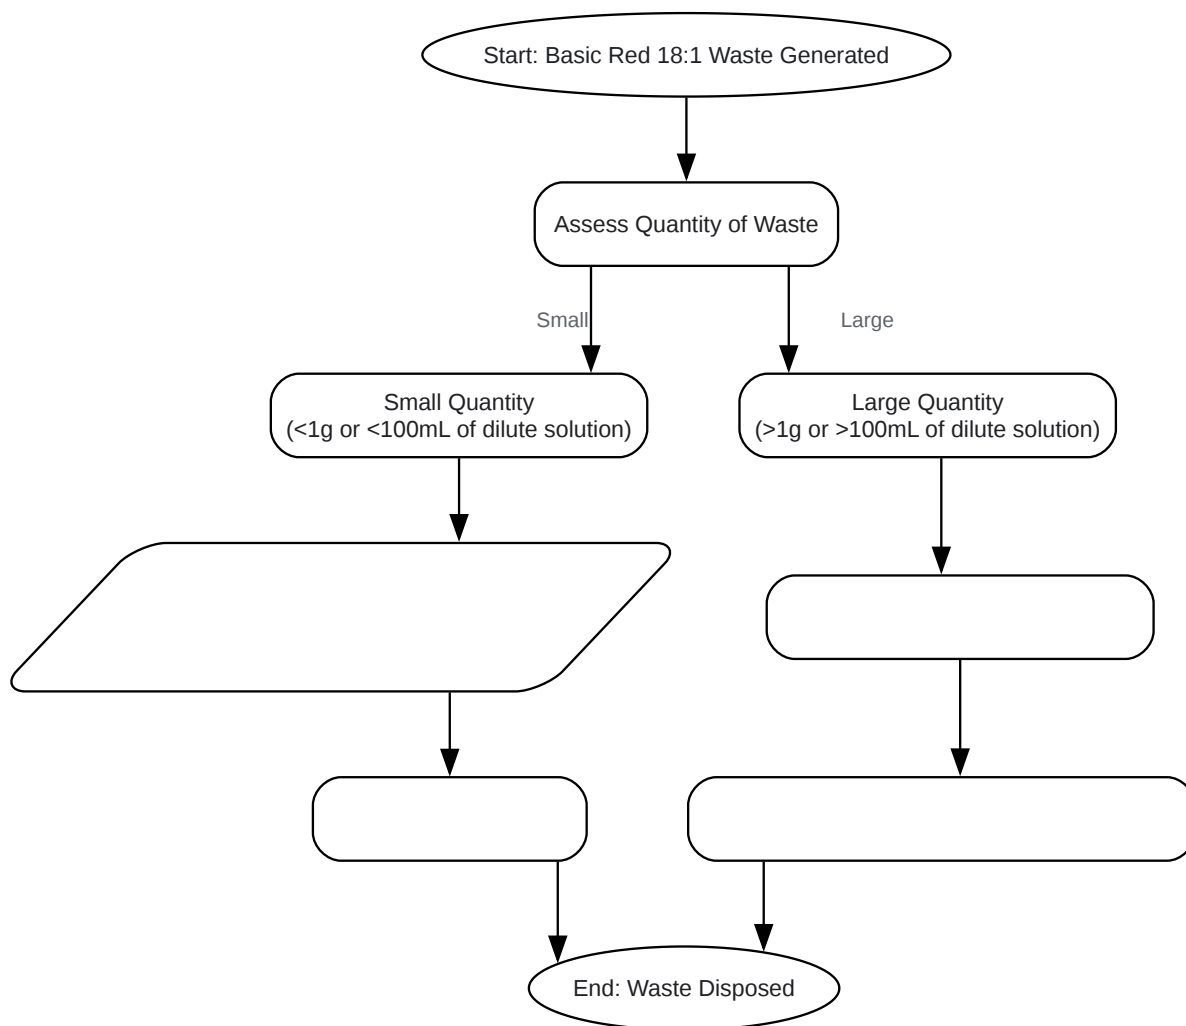 Start: Basic Red 18:1 Waste Generated
Assess Quantity of Waste
Small
Large
Small Quantity
(<1g or <100mL of dilute solution)
Large Quantity
(>1g or >100mL of dilute solution)
End: Waste Disposed